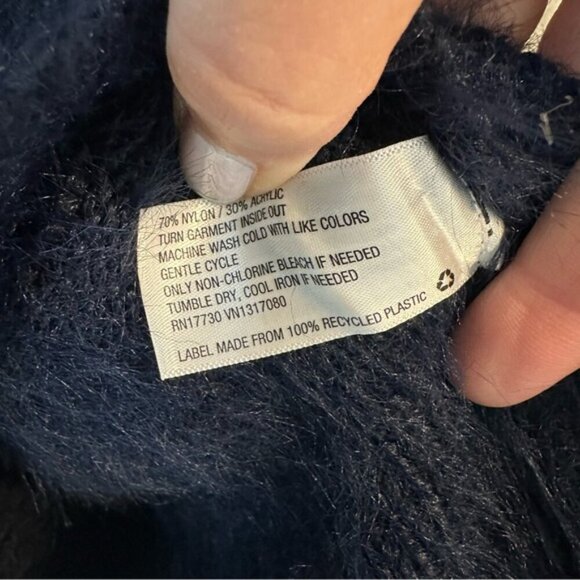 70% NYLON / 30% ACRYLIC
TURN GARMENT INSIDE OUT
MACHINE WASH COLD WITH LIKE COLORS
GENTLE CYCLE
ONLY NON-CHLORINE BLEACH IF NEEDED
TUMBLE DRY, COOL IRON IF NEEDED
RN17730 VN1317080
LABEL MADE FROM 100% RECYCLED PLASTIC